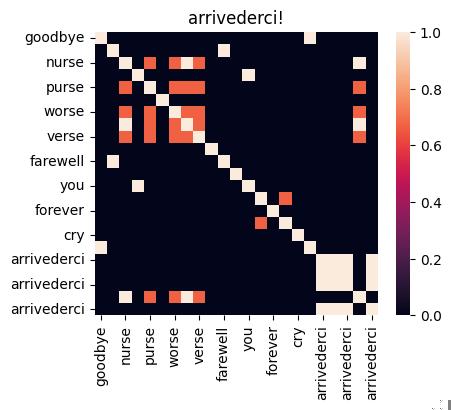 arrivederci!
goodbye
nurse
purse
worse
verse
farewell
you
forever
cry
arrivederci
arrivederci
arrivederci
1.0
0.8
0.6
0.4
0.2
0.0
goodbye
nurse
purse
worse
verse
farewell
you
forever
cry
arrivederci
arrivederci
arrivederci